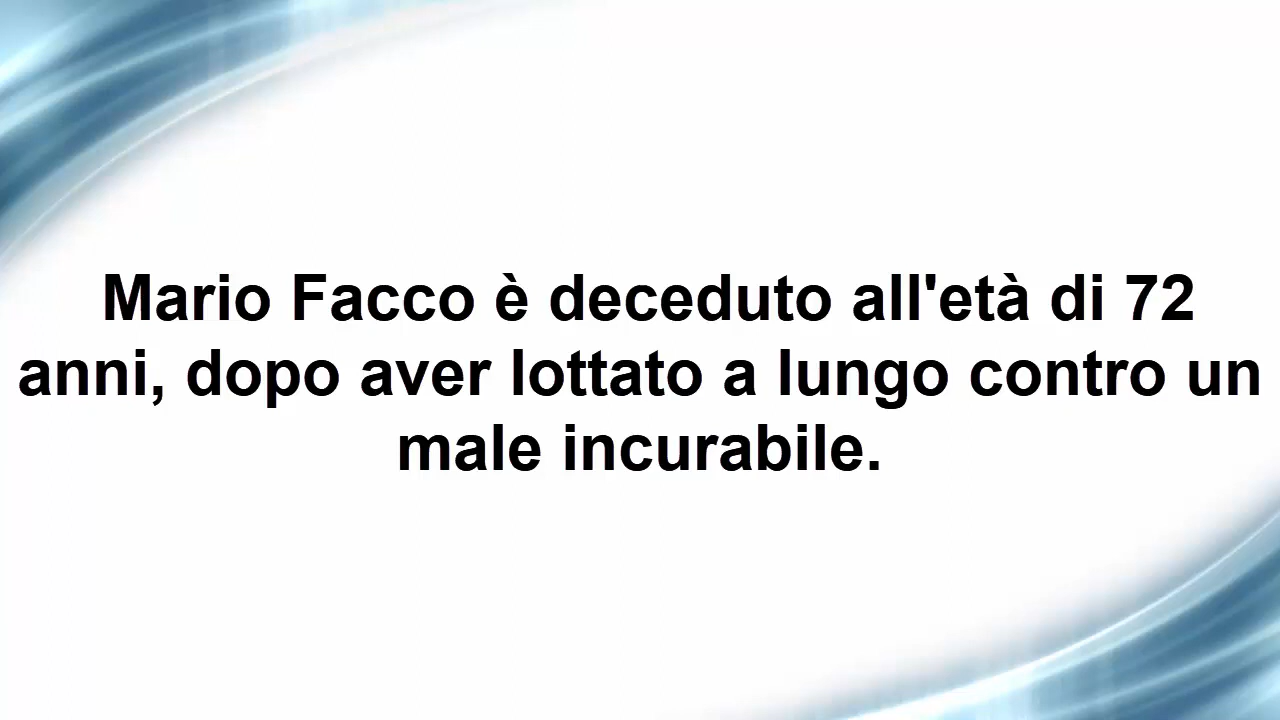 Mario Facco è deceduto all'età di 72
anni, dopo aver lottato a lungo contro un
male incurabile.